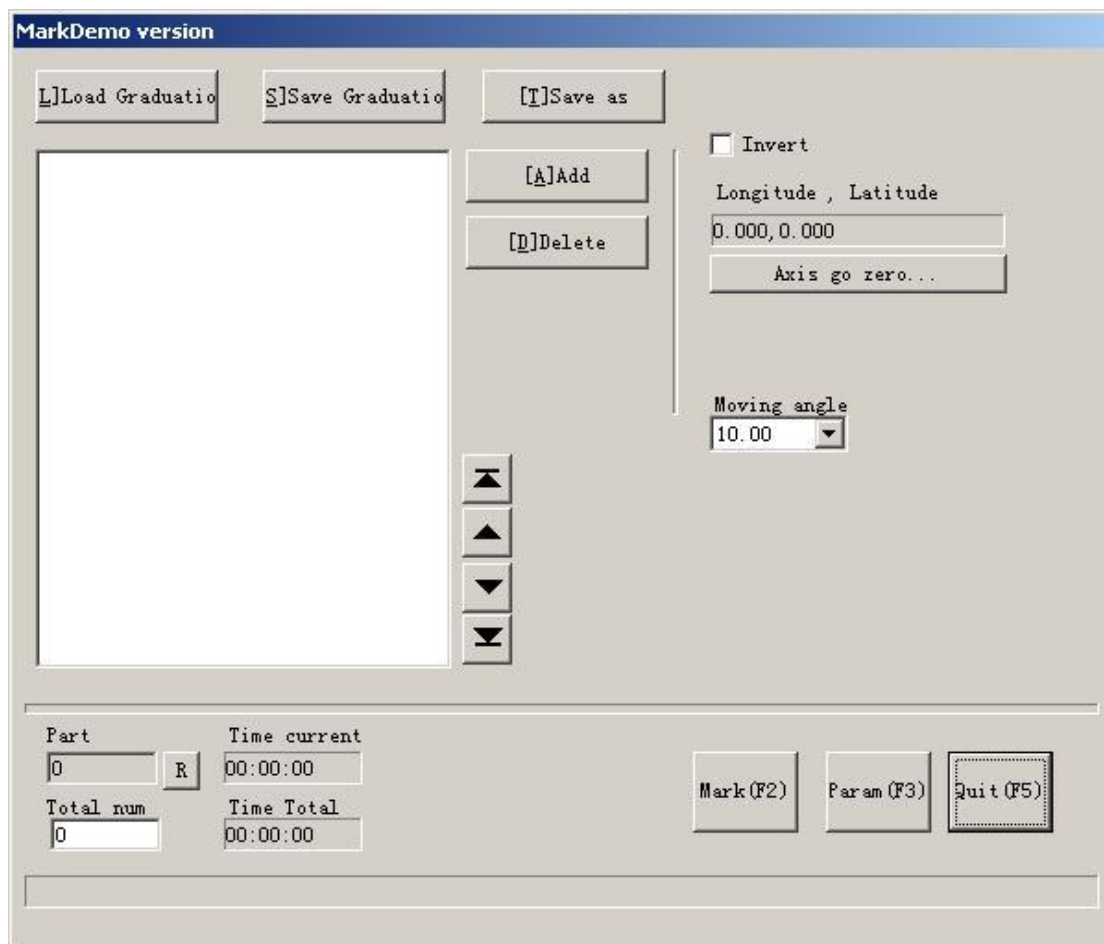 MarkDemo version
L]Load Graduatio
S]Save Graduatio
[T]Save as
[A]Add
[D]Delete
Invert
Longitude , Latitude
0.000,0.000
Axis go zero...
Moving angle
10.00
Part
Time current
0
R
00:00:00
Total num
Time Total
0
00:00:00
Mark(F2)
Param(F3)
Quit(F5)